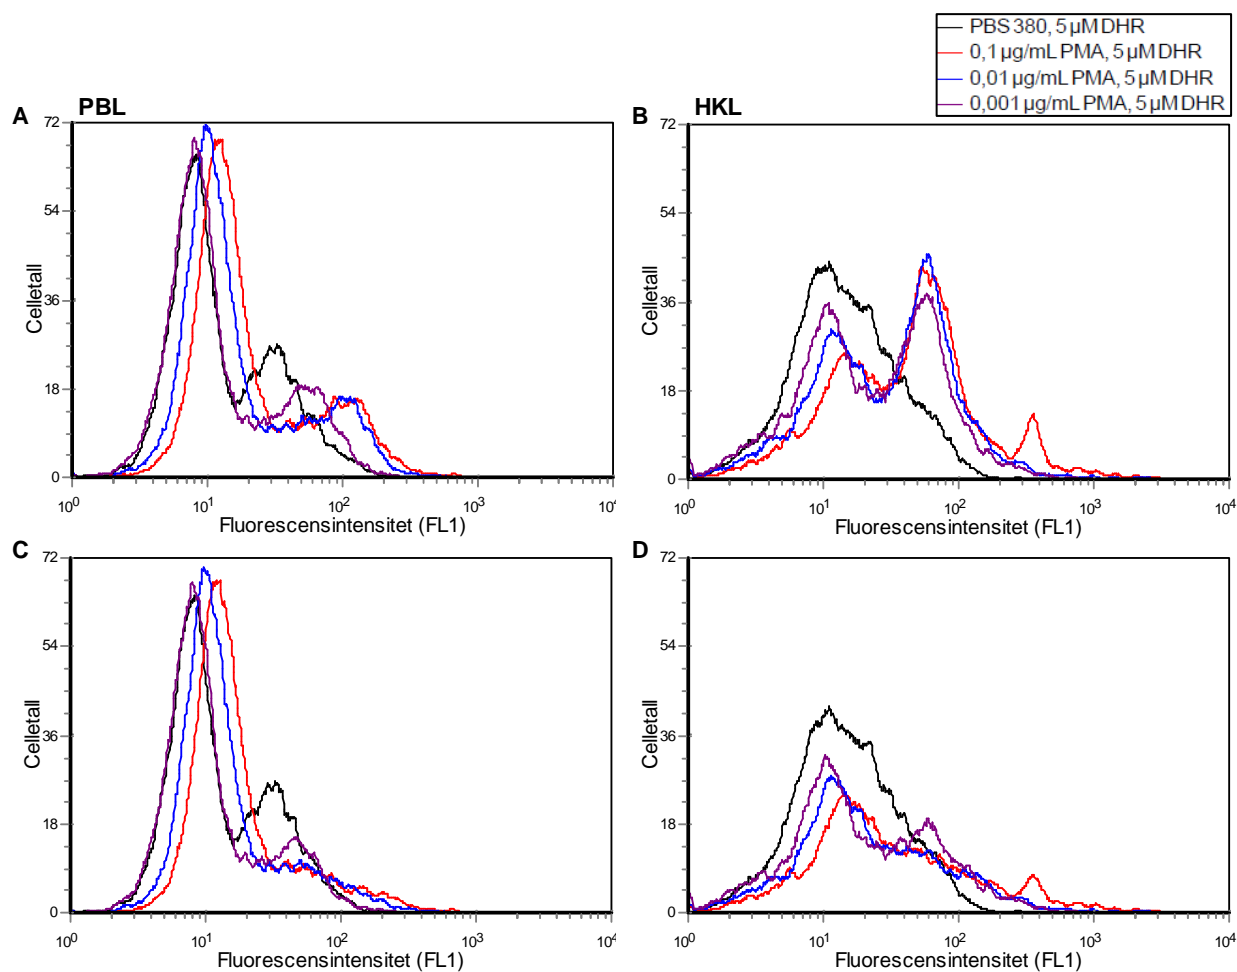 PBS 380, 5 µM DHR
0,1 µg/mL PMA, 5 µM DHR
0,01 µg/mL PMA, 5 µM DHR
0,001 µg/mL PMA, 5 µM DHR
A PBL
72
54
36
18
0
Celletall
10^0 10^1 10^2 10^3 10^4
Fluorescensintensitet (FL1)
B HKL
72
54
36
18
0
Celletall
10^0 10^1 10^2 10^3 10^4
Fluorescensintensitet (FL1)
C
72
54
36
18
0
Celletall
10^0 10^1 10^2 10^3 10^4
Fluorescensintensitet (FL1)
D
72
54
36
18
0
Celletall
10^0 10^1 10^2 10^3 10^4
Fluorescensintensitet (FL1)